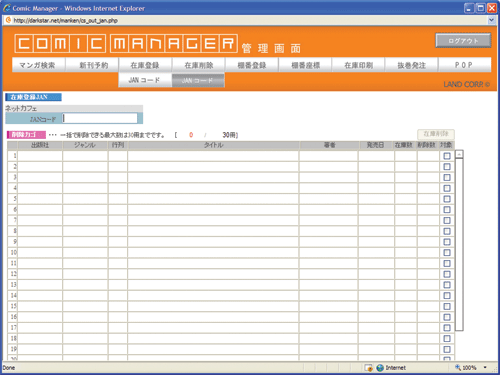 Comic Manager - Windows Internet Explorer
http://darkstar.net/manken/cs_out_jan.php
COMIC MANAGER 管理画面
ログアウト
マンガ検索 新刊予約 在庫登録 在庫削除 棚番登録 棚番座標 在庫印刷 抜巻発注 POP
JANコード JANコード
LAND CORR
在庫登録JAN
ネットカフェ
JANコード
削除カゴ ・・・ 一括で削除できる最大数は30冊までです。 [ 0 / 30冊]
在庫削除
出版社 ジャンル 行列 タイトル 著者 発売日 在庫数 削除数 対象
1
2
3
4
5
6
7
8
9
10
11
12
13
14
15
16
17
18
19
20
Done Internet 100%